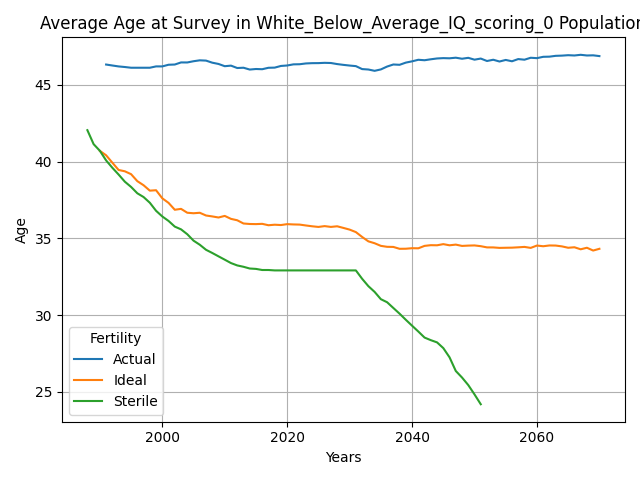 Average Age at Survey in White_Below_Average_IQ_scoring_0 Population
Age
45
40
35
30
25
Fertility
Actual
Ideal
Sterile
2000 2020 2040 2060
Years